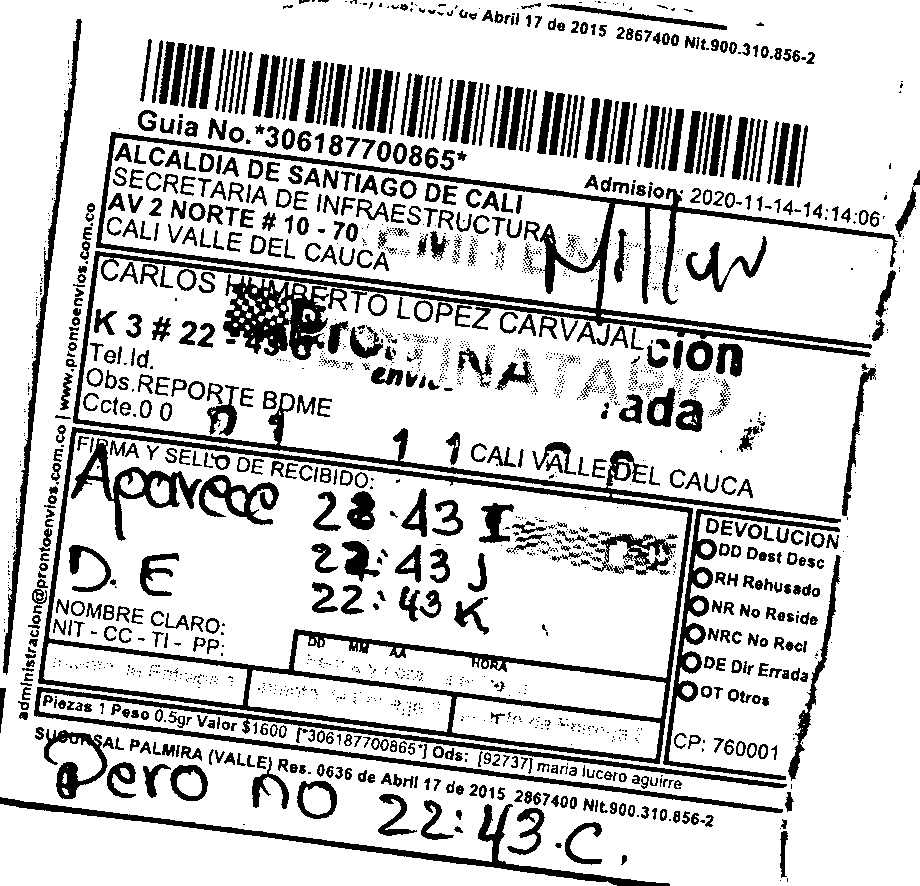 de Abril 17 de 2015 2867400 Nit.900.310.856-2
Guia No.*306187700865*
Admision: 2020-11-14-14:14:06
ALCALDIA DE SANTIAGO DE CALI
SECRETARIA DE INFRAESTRUCTURA
AV 2 NORTE # 10 - 70
CALI VALLE DEL CAUCA
CARLOS HUMBERTO LOPEZ CARVAJAL
K 3 # 22 -
DESTINATARIO
Tel.Id.
Obs.REPORTE BDME
Ccte.0 0
CALI VALLE DEL CAUCA
www.prontoenvios.com.co
administracion@prontoenvios.com.co
FIRMA Y SELLO DE RECIBIDO:
Aparece 22.43 I
22:43 J
D.E 22:43 K
NOMBRE CLARO:
NIT - CC - TI - PP:
DD MM AA HORA
DEVOLUCION
DD Dest Desc
RH Rehusado
NR No Reside
NRC No Recl
DE Dir Errada
OT Otros
CP: 760001
Piezas 1 Peso 0.5gr Valor $1600 [*306187700865*] Ods: [92737] maria lucero aguirre
SUCURSAL PALMIRA (VALLE) Res. 0636 de Abril 17 de 2015 2867400 Nit.900.310.856-2
Pero no 22:43.C.